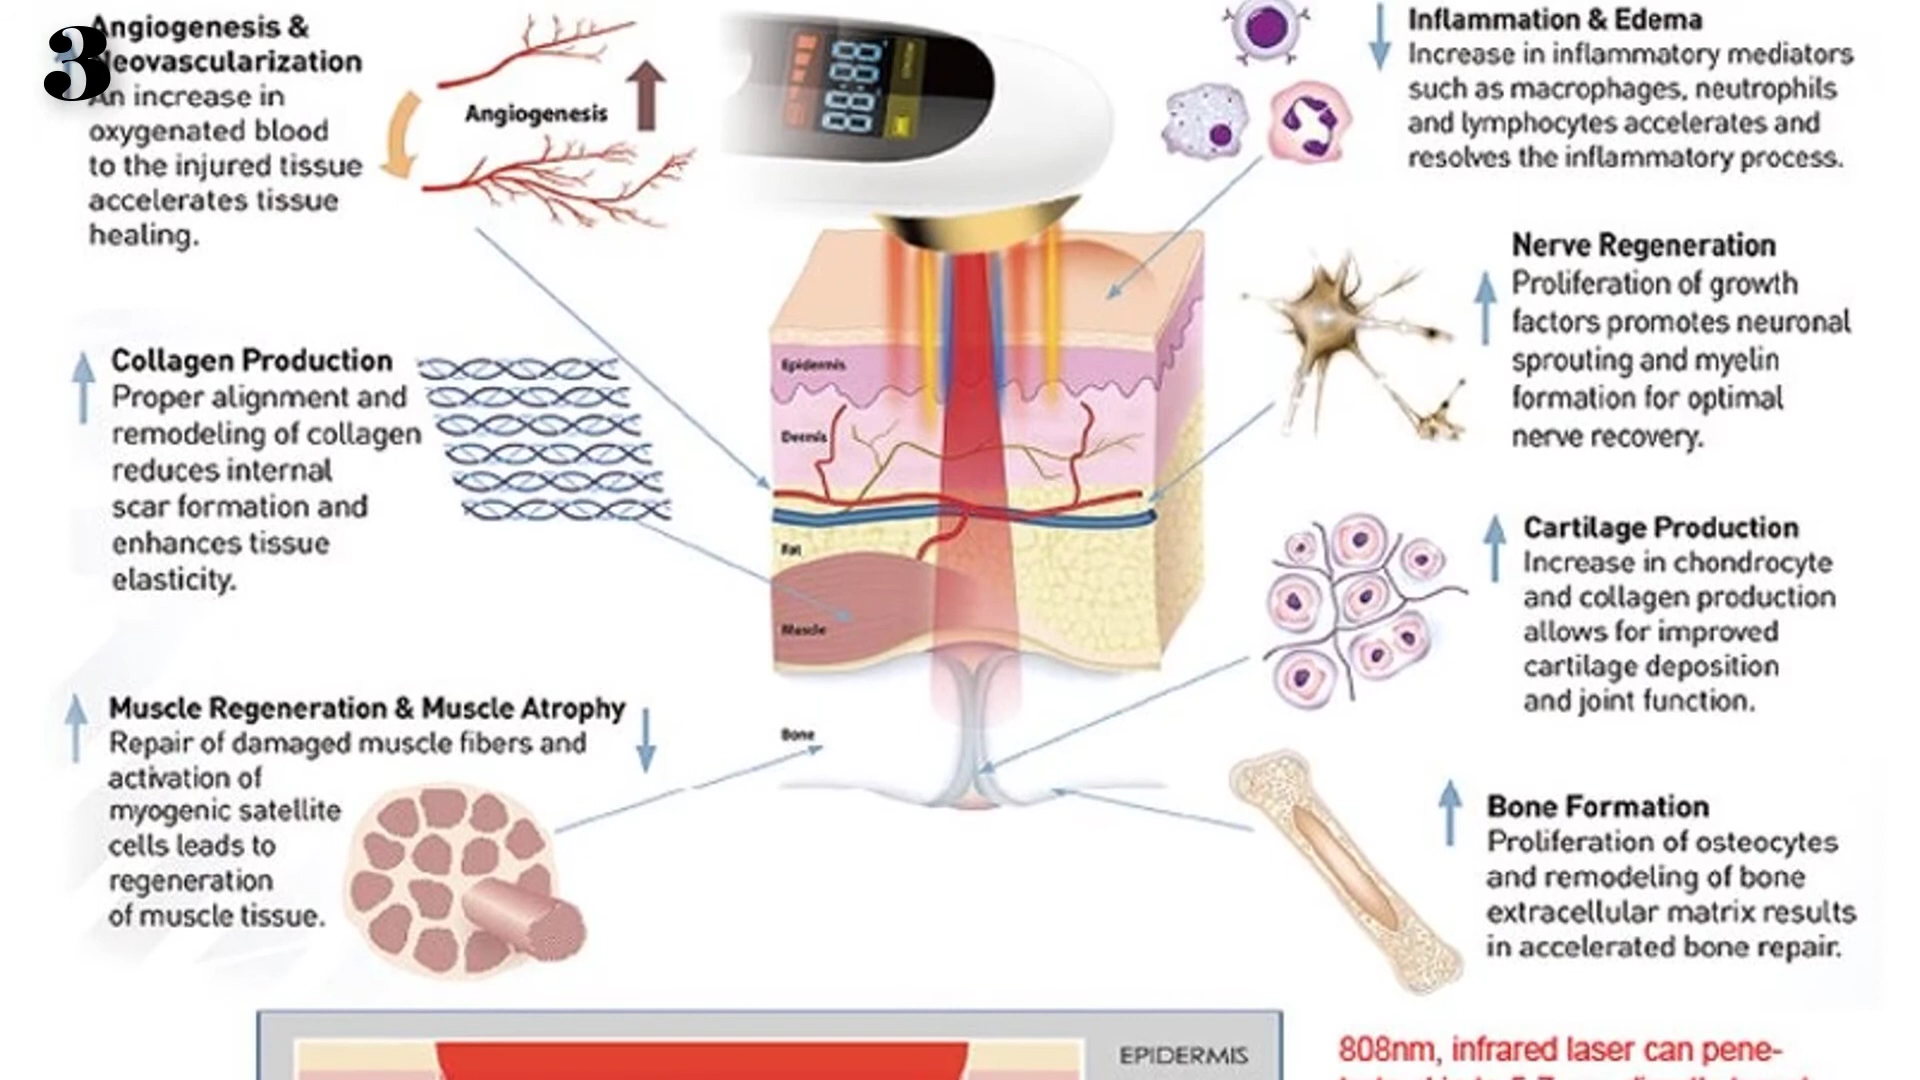 3
Angiogenesis &
Neovascularization
An increase in
oxygenated blood
to the injured tissue
accelerates tissue
healing.
Angiogenesis
88:88
Inflammation & Edema
Increase in inflammatory mediators
such as macrophages, neutrophils
and lymphocytes accelerates and
resolves the inflammatory process.
Nerve Regeneration
Proliferation of growth
factors promotes neuronal
sprouting and myelin
formation for optimal
nerve recovery.
Collagen Production
Proper alignment and
remodeling of collagen
reduces internal
scar formation and
enhances tissue
elasticity.
Epidermis
Dermis
Fat
Muscle
Bone
Cartilage Production
Increase in chondrocyte
and collagen production
allows for improved
cartilage deposition
and joint function.
Muscle Regeneration & Muscle Atrophy
Repair of damaged muscle fibers and
activation of
myogenic satellite
cells leads to
regeneration
of muscle tissue.
Bone Formation
Proliferation of osteocytes
and remodeling of bone
extracellular matrix results
in accelerated bone repair.
EPIDERMIS
808nm, infrared laser can pene-